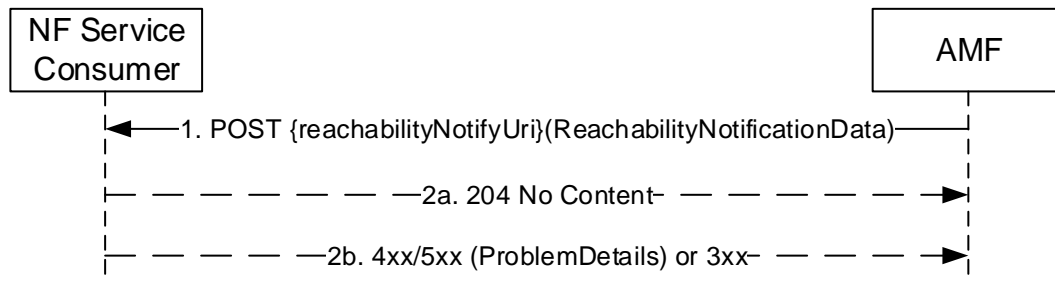 NF Service
Consumer
AMF
1. POST {reachabilityNotifyUri}(ReachabilityNotificationData)
2a. 204 No Content
2b. 4xx/5xx (ProblemDetails) or 3xx